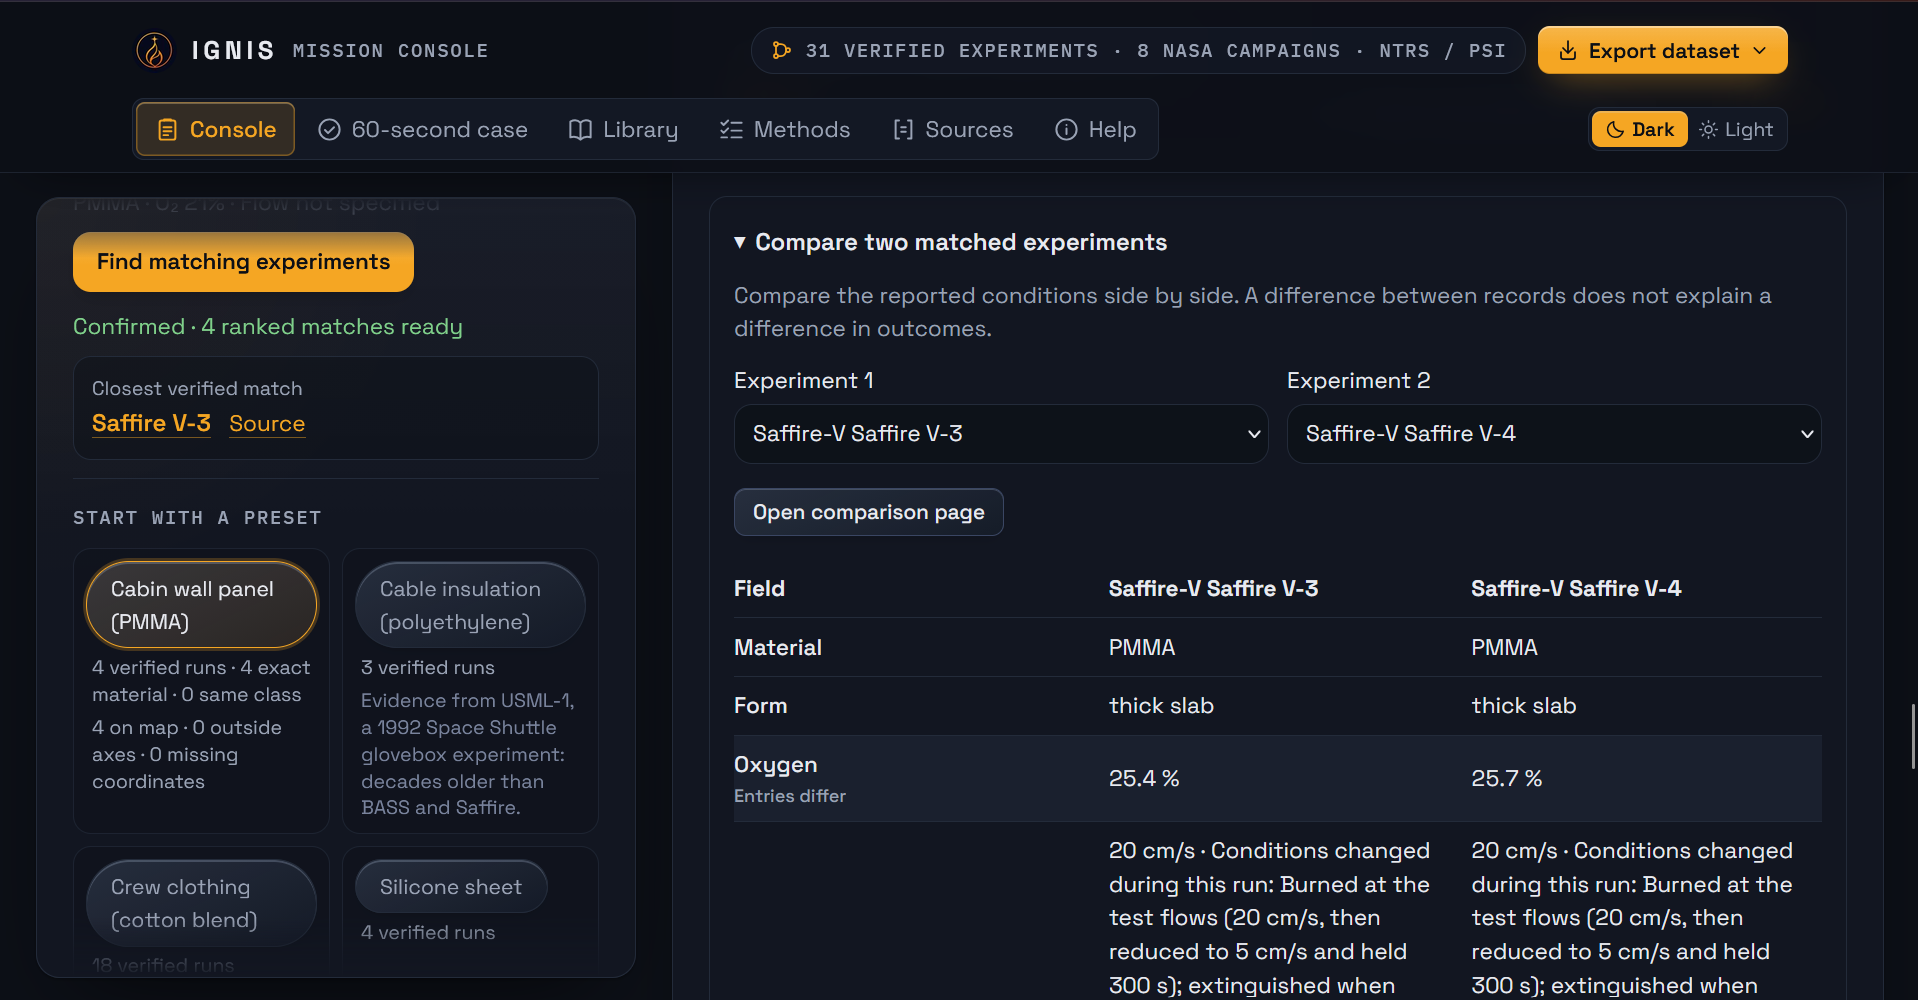 IGNIS MISSION CONSOLE
31 VERIFIED EXPERIMENTS · 8 NASA CAMPAIGNS · NTRS / PSI
Export dataset
Console
60-second case
Library
Methods
Sources
Help
Dark
Light
PMMA · O₂ 21% · Flow not specified
Find matching experiments
Confirmed · 4 ranked matches ready
Closest verified match
Saffire V-3 Source
START WITH A PRESET
Cabin wall panel
(PMMA)
4 verified runs · 4 exact
material · 0 same class
4 on map · 0 outside
axes · 0 missing
coordinates
Cable insulation
(polyethylene)
3 verified runs
Evidence from USML-1,
a 1992 Space Shuttle
glovebox experiment:
decades older than
BASS and Saffire.
Crew clothing
(cotton blend)
18 verified runs
Silicone sheet
4 verified runs
▼ Compare two matched experiments
Compare the reported conditions side by side. A difference between records does not explain a
difference in outcomes.
Experiment 1
Saffire-V Saffire V-3
Experiment 2
Saffire-V Saffire V-4
Open comparison page
Field Saffire-V Saffire V-3 Saffire-V Saffire V-4
Material PMMA PMMA
Form thick slab thick slab
Oxygen 25.4 % 25.7 %
Entries differ
20 cm/s · Conditions changed
during this run: Burned at the
test flows (20 cm/s, then
reduced to 5 cm/s and held
300 s); extinguished when
20 cm/s · Conditions changed
during this run: Burned at the
test flows (20 cm/s, then
reduced to 5 cm/s and held
300 s); extinguished when